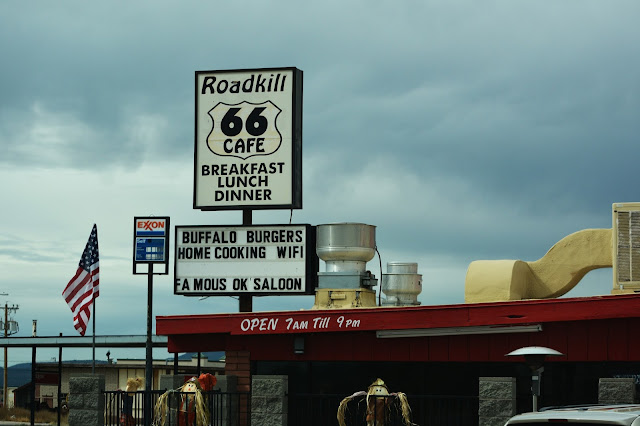 Roadkill
66
CAFE
BREAKFAST
LUNCH
DINNER
EXXON
BUFFALO BURGERS
HOME COOKING WIFI
FA MOUS OK SALOON
OPEN 7AM Till 9PM